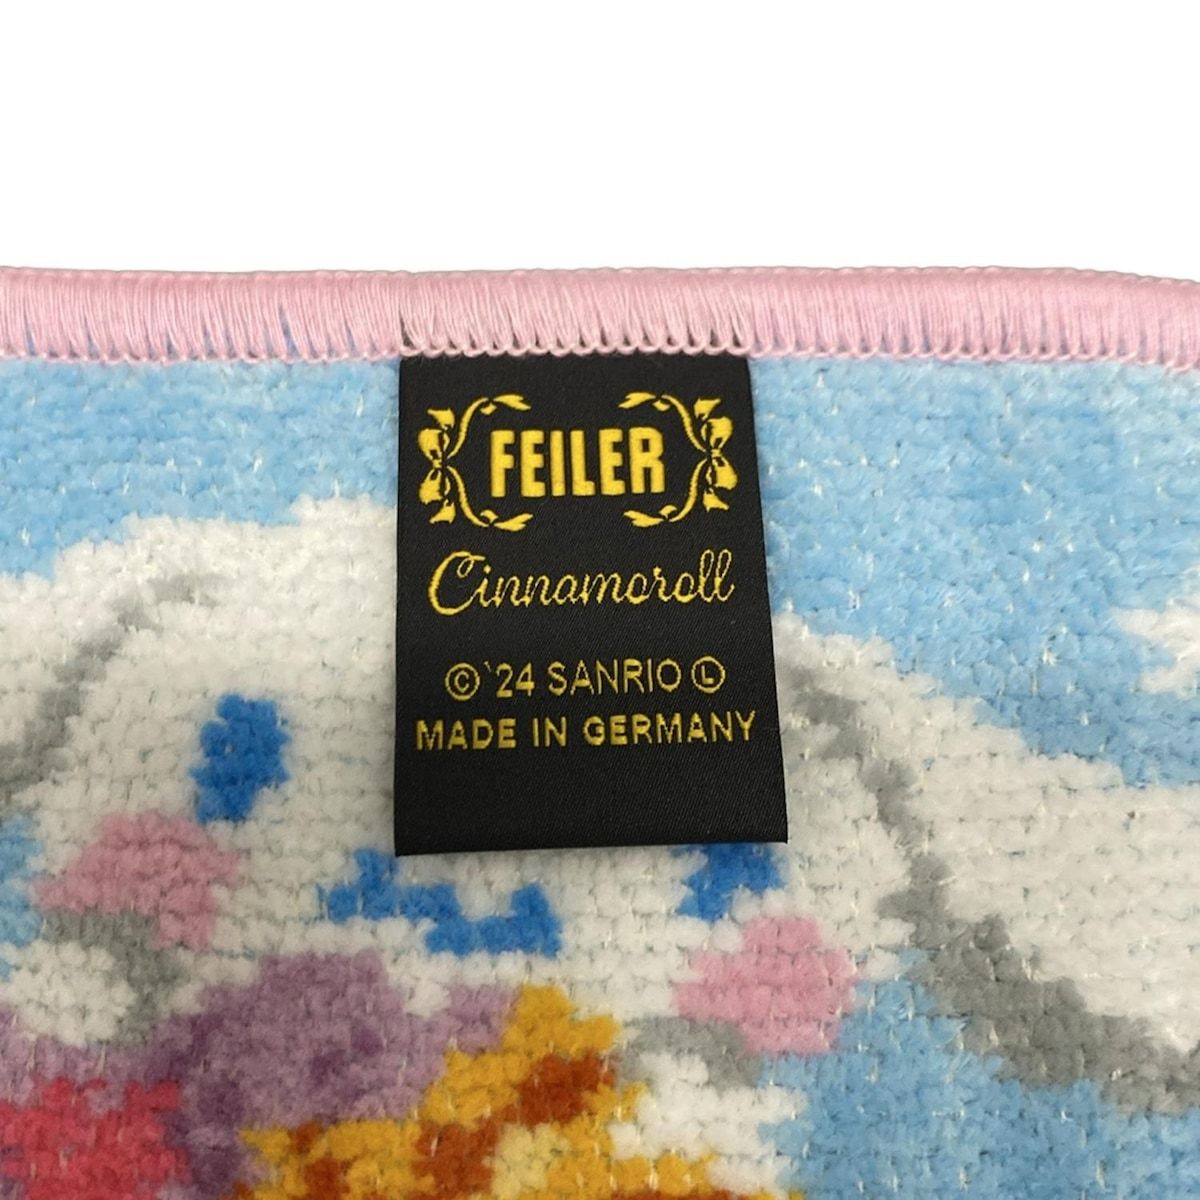 FEILER
Cinnamoroll
© '24 SANRIO Ⓛ
MADE IN GERMANY